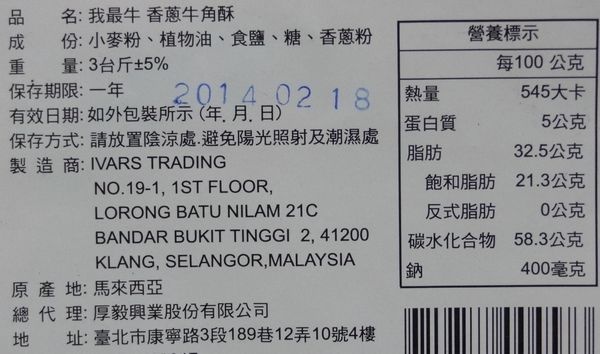 品　　名: 我最牛 香蔥牛角酥
成　　份: 小麥粉、植物油、食鹽、糖、香蔥粉
重　　量: 3台斤±5%
保存期限: 一年
2014 02 18
有效日期: 如外包裝所示 (年. 月. 日)
保存方式: 請放置陰涼處.避免陽光照射及潮濕處
製 造 商: IVARS TRADING
NO.19-1, 1ST FLOOR,
LORONG BATU NILAM 21C
BANDAR BUKIT TINGGI 2, 41200
KLANG, SELANGOR,MALAYSIA
原 產 地: 馬來西亞
總 代 理: 厚毅興業股份有限公司
地　　址: 臺北市康寧路3段189巷12弄10號4樓
營養標示
每100 公克
熱量 545大卡
蛋白質 5公克
脂肪 32.5公克
飽和脂肪 21.3公克
反式脂肪 0公克
碳水化合物 58.3公克
鈉 400毫克